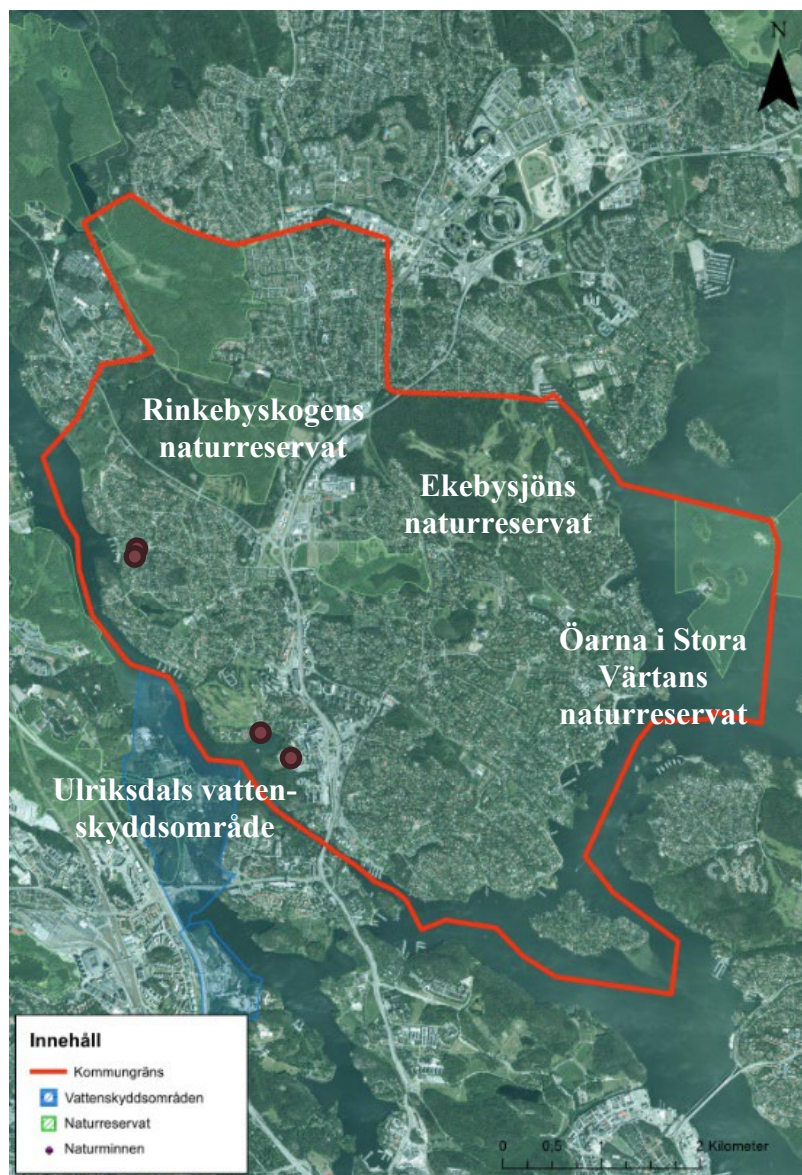 N
Rinkebyskogens
naturreservat
Ekebysjöns
naturreservat
Öarna i Stora
Värtans
naturreservat
Ulriksdals vatten-
skyddsområde
Innehåll
Kommungräns
Vattenskyddsområden
Naturreservat
Naturminnen
0 0,5 1 2 Kilometer